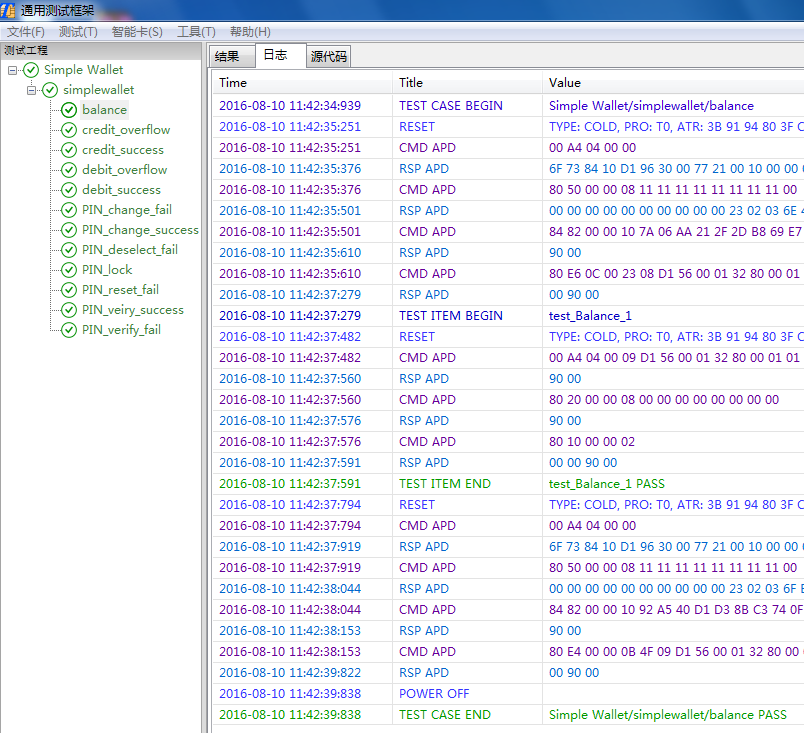 通用测试框架
文件(F) 测试(T) 智能卡(S) 工具(T) 帮助(H)
测试工程
Simple Wallet
simplewallet
balance
credit_overflow
credit_success
debit_overflow
debit_success
PIN_change_fail
PIN_change_success
PIN_deselect_fail
PIN_lock
PIN_reset_fail
PIN_veiry_success
PIN_verify_fail
结果 日志 源代码
Time Title Value
2016-08-10 11:42:34:939 TEST CASE BEGIN Simple Wallet/simplewallet/balance
2016-08-10 11:42:35:251 RESET TYPE: COLD, PRO: T0, ATR: 3B 91 94 80 3F C
2016-08-10 11:42:35:251 CMD APD 00 A4 04 00 00
2016-08-10 11:42:35:376 RSP APD 6F 73 84 10 D1 96 30 00 77 21 00 10 00 00
2016-08-10 11:42:35:376 CMD APD 80 50 00 00 08 11 11 11 11 11 11 11 11 00
2016-08-10 11:42:35:501 RSP APD 00 00 00 00 00 00 00 00 00 00 23 02 03 6E
2016-08-10 11:42:35:501 CMD APD 84 82 00 00 10 7A 06 AA 21 2F 2D B8 69 E7
2016-08-10 11:42:35:610 RSP APD 90 00
2016-08-10 11:42:35:610 CMD APD 80 E6 0C 00 23 08 D1 56 00 01 32 80 00 01
2016-08-10 11:42:37:279 RSP APD 00 90 00
2016-08-10 11:42:37:279 TEST ITEM BEGIN test_Balance_1
2016-08-10 11:42:37:482 RESET TYPE: COLD, PRO: T0, ATR: 3B 91 94 80 3F C
2016-08-10 11:42:37:482 CMD APD 00 A4 04 00 09 D1 56 00 01 32 80 00 01 01
2016-08-10 11:42:37:560 RSP APD 90 00
2016-08-10 11:42:37:560 CMD APD 80 20 00 00 08 00 00 00 00 00 00 00 00
2016-08-10 11:42:37:576 RSP APD 90 00
2016-08-10 11:42:37:576 CMD APD 80 10 00 00 02
2016-08-10 11:42:37:591 RSP APD 00 00 90 00
2016-08-10 11:42:37:591 TEST ITEM END test_Balance_1 PASS
2016-08-10 11:42:37:794 RESET TYPE: COLD, PRO: T0, ATR: 3B 91 94 80 3F C
2016-08-10 11:42:37:794 CMD APD 00 A4 04 00 00
2016-08-10 11:42:37:919 RSP APD 6F 73 84 10 D1 96 30 00 77 21 00 10 00 00
2016-08-10 11:42:37:919 CMD APD 80 50 00 00 08 11 11 11 11 11 11 11 11 00
2016-08-10 11:42:38:044 RSP APD 00 00 00 00 00 00 00 00 00 00 23 02 03 6F
2016-08-10 11:42:38:044 CMD APD 84 82 00 00 10 92 A5 40 D1 D3 8B C3 74 0F
2016-08-10 11:42:38:153 RSP APD 90 00
2016-08-10 11:42:38:153 CMD APD 80 E4 00 00 0B 4F 09 D1 56 00 01 32 80 00
2016-08-10 11:42:39:822 RSP APD 00 90 00
2016-08-10 11:42:39:838 POWER OFF
2016-08-10 11:42:39:838 TEST CASE END Simple Wallet/simplewallet/balance PASS